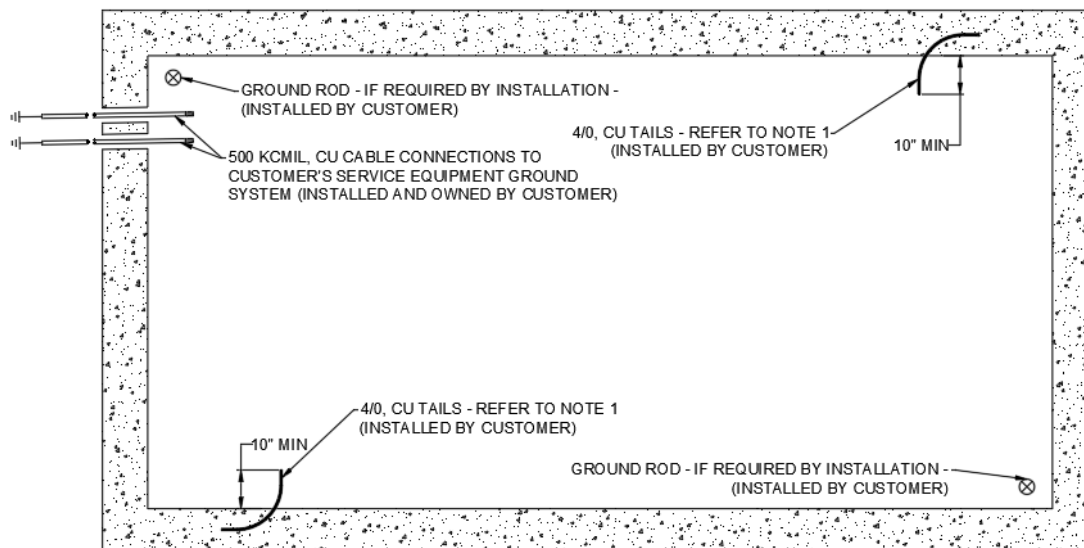 GROUND ROD - IF REQUIRED BY INSTALLATION -
(INSTALLED BY CUSTOMER)
4/0, CU TAILS - REFER TO NOTE 1
(INSTALLED BY CUSTOMER)
10" MIN
500 KCMIL, CU CABLE CONNECTIONS TO
CUSTOMER'S SERVICE EQUIPMENT GROUND
SYSTEM (INSTALLED AND OWNED BY CUSTOMER)
4/0, CU TAILS - REFER TO NOTE 1
(INSTALLED BY CUSTOMER)
10" MIN
GROUND ROD - IF REQUIRED BY INSTALLATION -
(INSTALLED BY CUSTOMER)